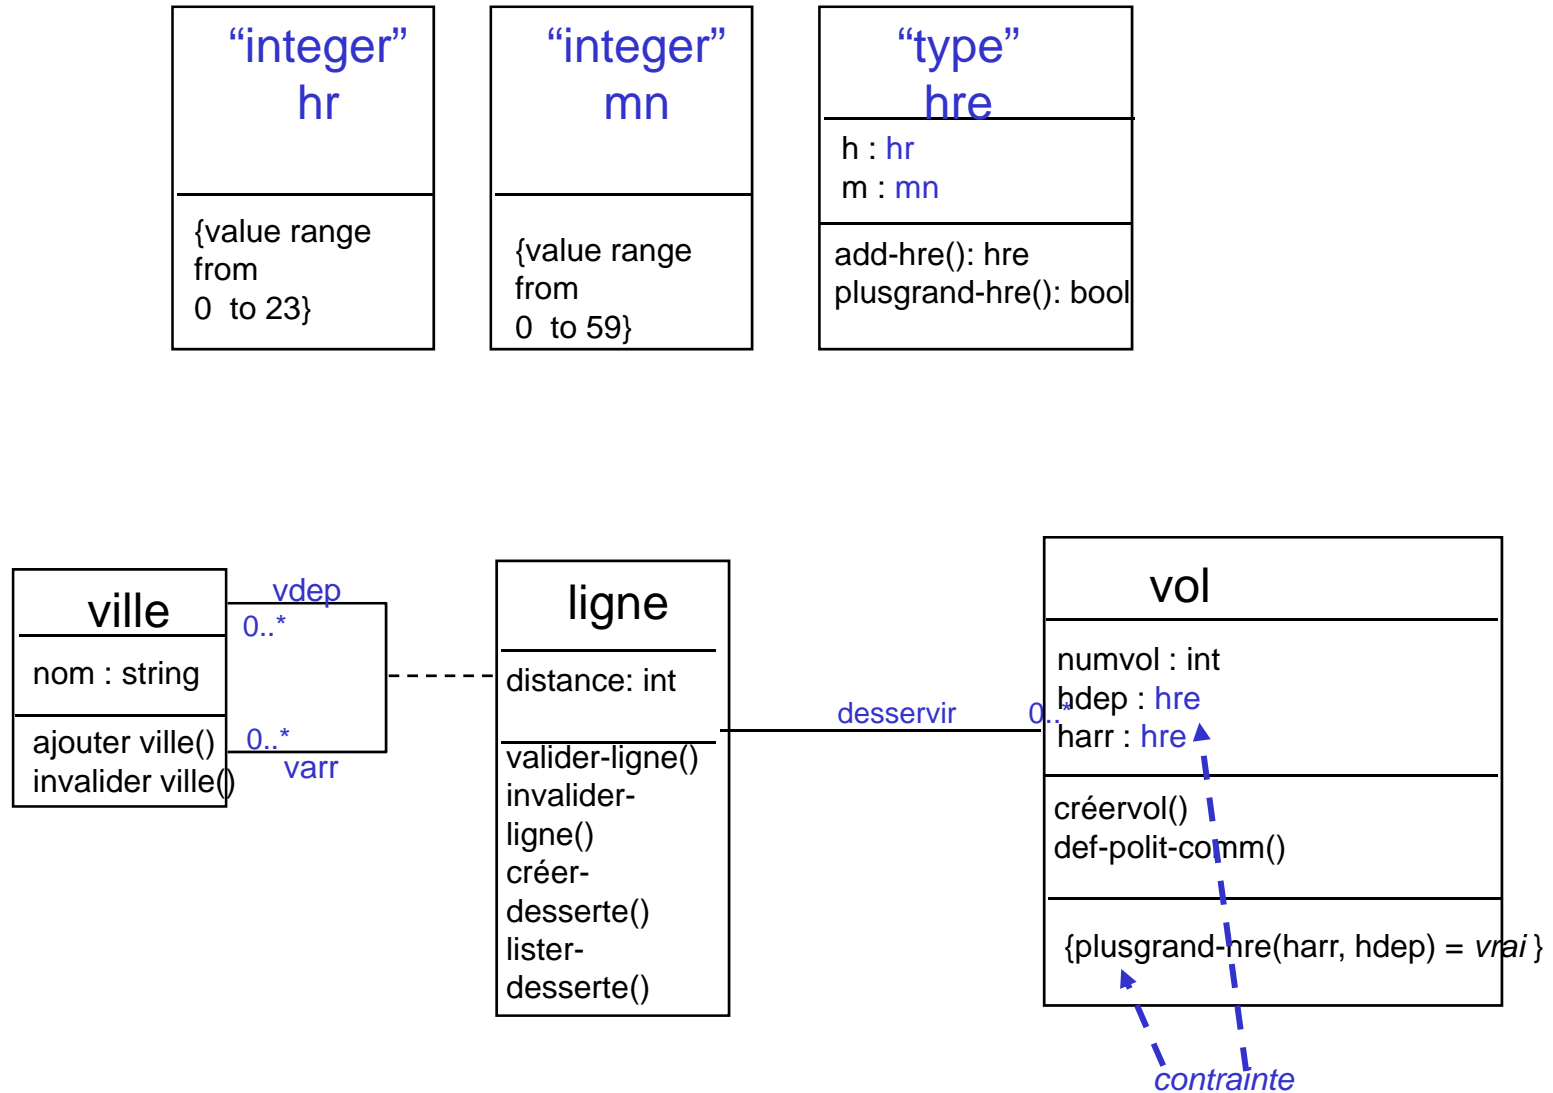 “integer”
hr
{value range
from
0 to 23}
“integer”
mn
{value range
from
0 to 59}
“type”
hre
h : hr
m : mn
add-hre(): hre
plusgrand-hre(): bool
ville
nom : string
ajouter ville()
invalider ville()
vdep
0..*
0..*
varr
ligne
distance: int
valider-ligne()
invalider-
ligne()
créer-
desserte()
lister-
desserte()
desservir
0..*
vol
numvol : int
hdep : hre
harr : hre
créervol()
def-polit-comm()
{plusgrand-hre(harr, hdep) = vrai }
contrainte